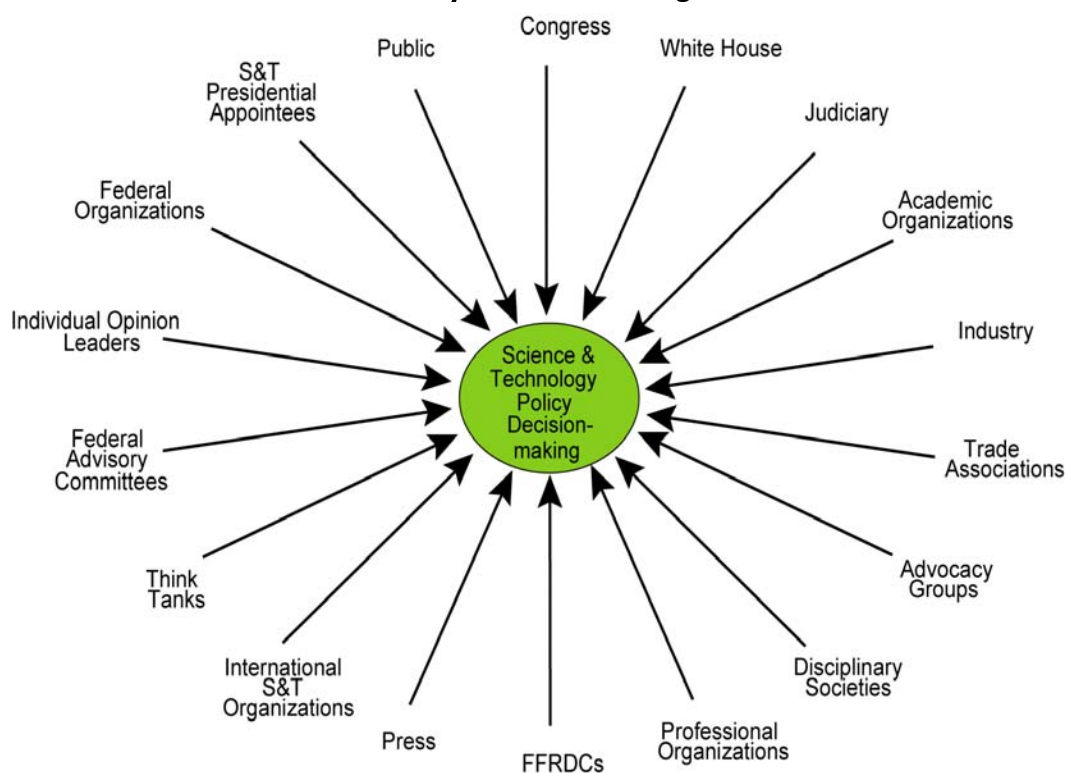 Congress
Public
White House
S&T
Presidential
Appointees
Judiciary
Federal
Organizations
Academic
Organizations
Individual Opinion
Leaders
Industry
Science &
Technology
Policy
Decision-
making
Federal
Advisory
Committees
Trade
Associations
Think
Tanks
Advocacy
Groups
International
S&T
Organizations
Disciplinary
Societies
Press
Professional
Organizations
FFRDCs